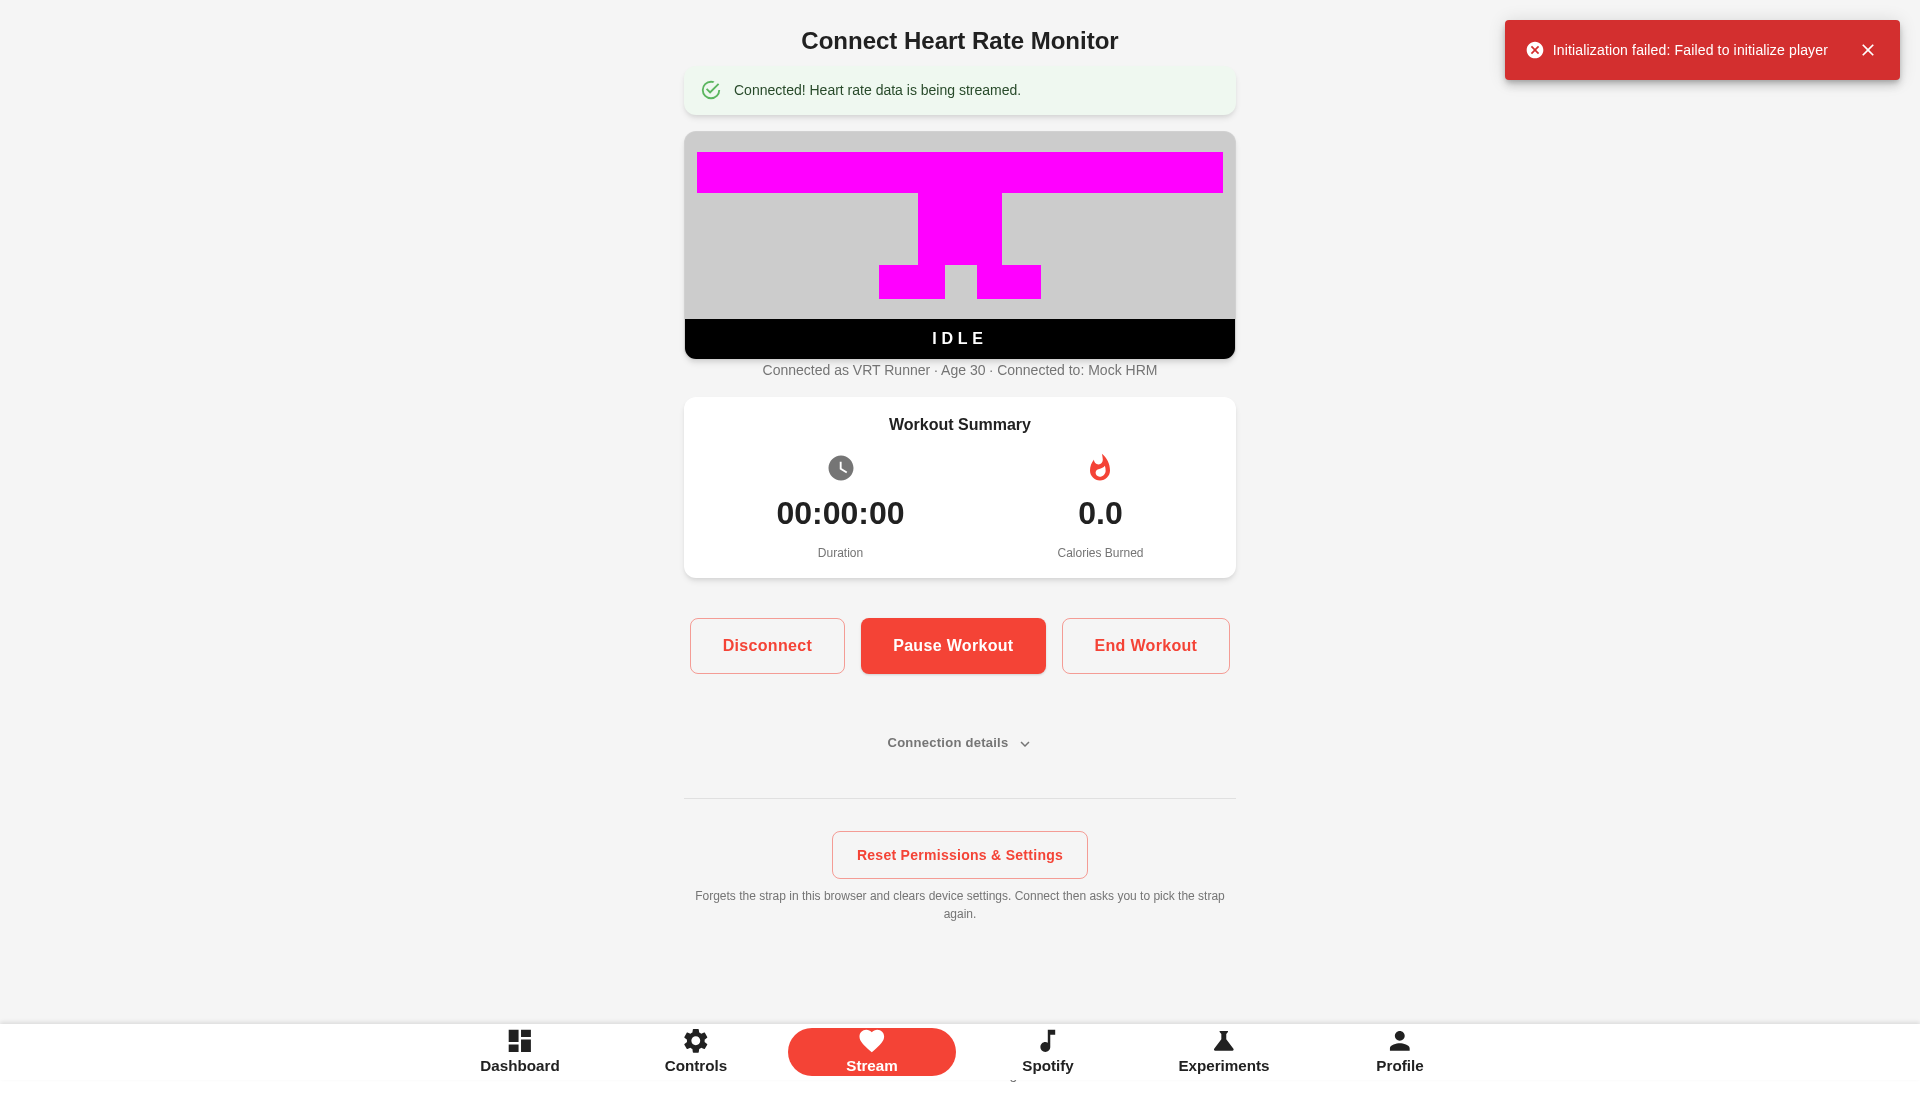 Connect Heart Rate Monitor
Initialization failed: Failed to initialize player
Connected! Heart rate data is being streamed.
IDLE
Connected as VRT Runner · Age 30 · Connected to: Mock HRM
Workout Summary
00:00:00
0.0
Duration
Calories Burned
Disconnect
Pause Workout
End Workout
Connection details
Reset Permissions & Settings
Forgets the strap in this browser and clears device settings. Connect then asks you to pick the strap
again.
Dashboard
Controls
Stream
Spotify
Experiments
Profile